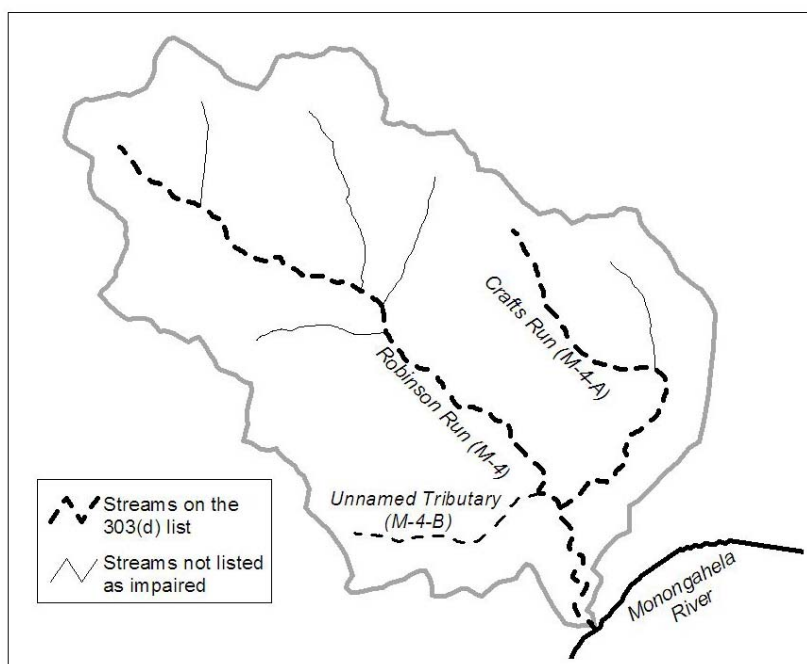 Crafts Run (M-4-A)
Robinson Run (M-4)
Unnamed Tributary
(M-4-B)
Streams on the
303(d) list
Streams not listed
as impaired
Monongahela
River